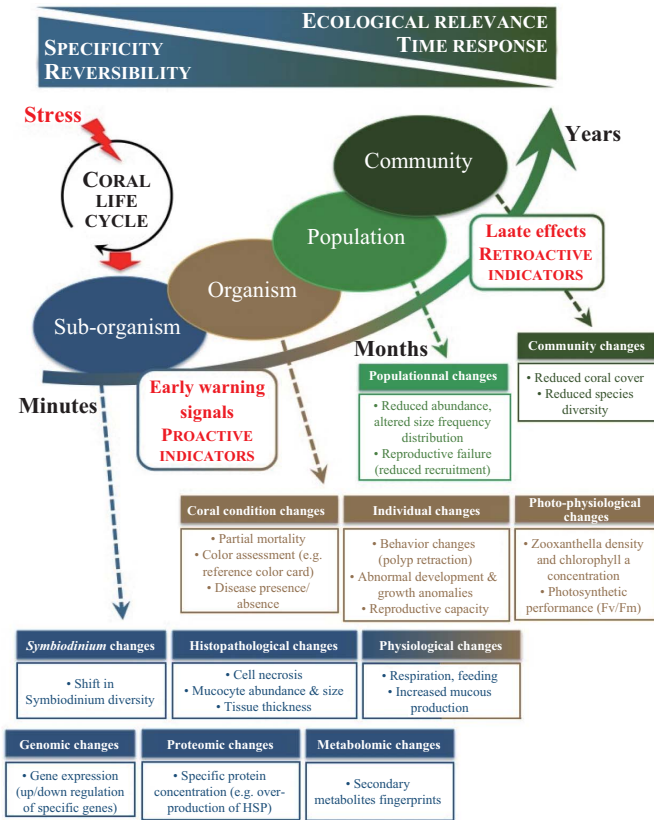 ECOLOGICAL RELEVANCE
TIME RESPONSE
SPECIFICITY
REVERSIBILITY
Stress
CORAL
LIFE
CYCLE
Years
Community
Population
Organism
Sub-organism
Laate effects
RETROACTIVE
INDICATORS
Months
Minutes
Early warning
signals
PROACTIVE
INDICATORS
Community changes
• Reduced coral cover
• Reduced species
diversity
Populationnal changes
• Reduced abundance,
altered size frequency
distribution
• Reproductive failure
(reduced recruitment)
Coral condition changes
• Partial mortality
• Color assessment (e.g.
reference color card)
• Disease presence/
absence
Individual changes
• Behavior changes
(polyp retraction)
• Abnormal development &
growth anomalies
• Reproductive capacity
Photo-physiological
changes
• Zooxanthella density
and chlorophyll a
concentration
• Photosynthetic
performance (Fv/Fm)
Symbiodinium changes
• Shift in
Symbiodinium diversity
Histopathological changes
• Cell necrosis
• Mucocyte abundance & size
• Tissue thickness
Physiological changes
• Respiration, feeding
• Increased mucous
production
Genomic changes
• Gene expression
(up/down regulation
of specific genes)
Proteomic changes
• Specific protein
concentration (e.g. over-
production of HSP)
Metabolomic changes
• Secondary
metabolites fingerprints